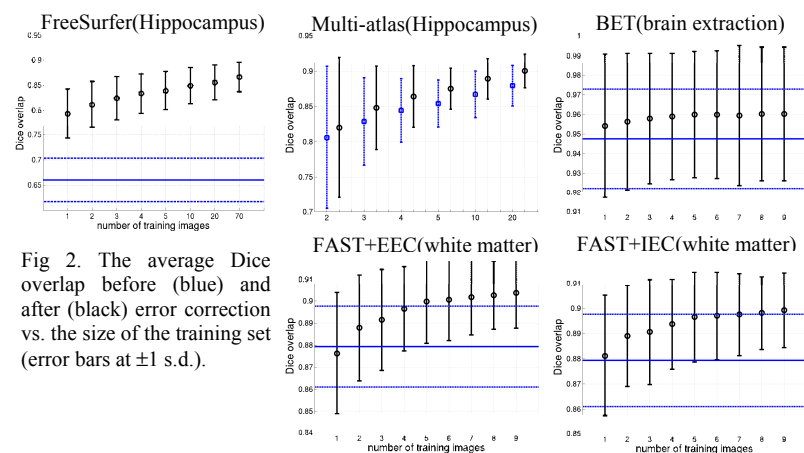 FreeSurfer(Hippocampus)
Multi-atlas(Hippocampus)
BET(brain extraction)
0.95
0.9
0.85
0.8
0.75
0.7
0.65
Dice overlap
1 2 3 4 5 10 20 70
number of training images
0.95
0.9
0.85
0.8
0.7
Dice overlap
2 3 4 5 10 20
1
0.99
0.98
0.97
0.96
0.95
0.94
0.93
0.92
0.91
Dice overlap
1 2 3 4 5 6 7 8 9
Fig 2. The average Dice
overlap before (blue) and
after (black) error correction
vs. the size of the training set
(error bars at ±1 s.d.).
FAST+EEC(white matter)
FAST+IEC(white matter)
0.91
0.9
0.89
0.88
0.87
0.86
0.85
0.84
Dice overlap
1 2 3 4 5 6 7 8 9
number of training images
0.91
0.9
0.89
0.88
0.87
0.86
0.85
Dice overlap
1 2 3 4 5 6 7 8 9
number of training images